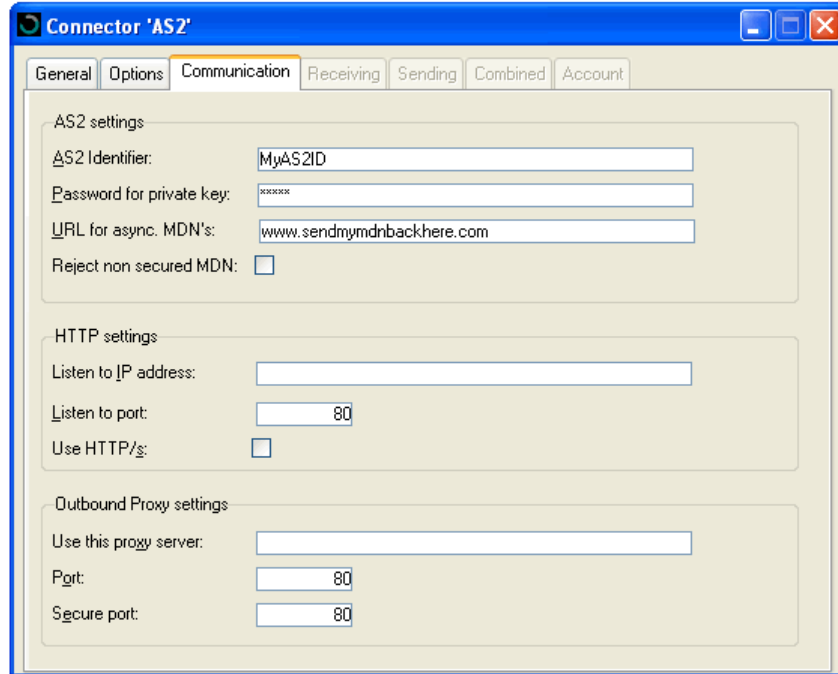 Connector 'AS2'
General Options Communication Receiving Sending Combined Account
AS2 settings
AS2 Identifier: MyAS2ID
Password for private key: *****
URL for async. MDN's: www.sendmymdnbackhere.com
Reject non secured MDN:
HTTP settings
Listen to IP address:
Listen to port: 80
Use HTTP/s:
Outbound Proxy settings
Use this proxy server:
Port: 80
Secure port: 80